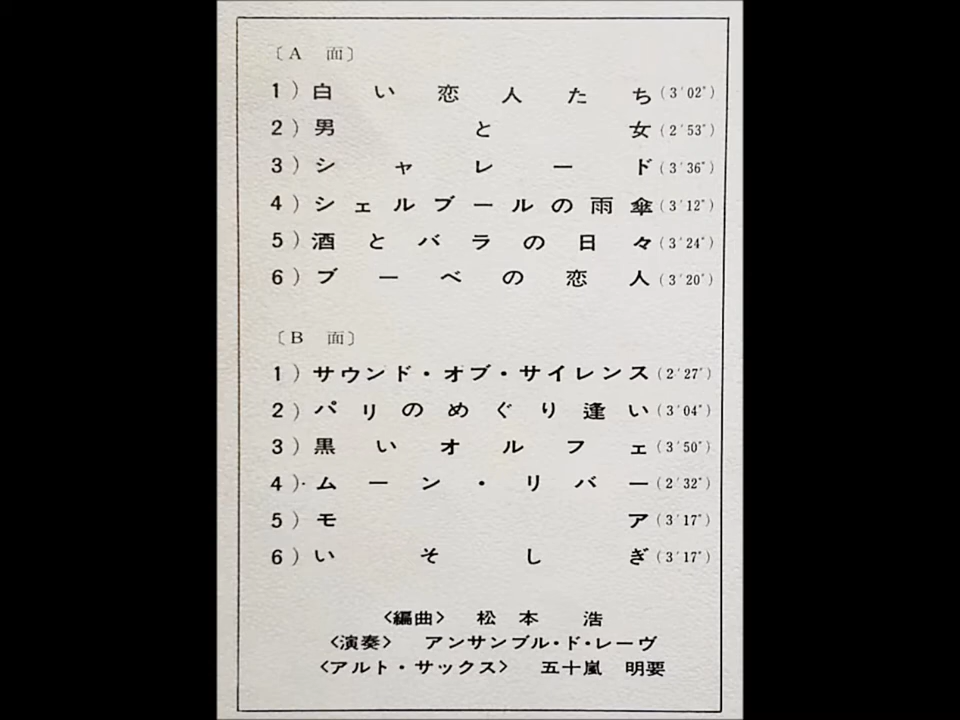 〔A 面〕
1）白い恋人たち（3′02″）
2）男と女（2′53″）
3）シャレード（3′36″）
4）シェルブールの雨傘（3′12″）
5）酒とバラの日々（3′24″）
6）ブーベの恋人（3′20″）
〔B 面〕
1）サウンド・オブ・サイレンス（2′27″）
2）パリのめぐり逢い（3′04″）
3）黒いオルフェ（3′50″）
4）ムーン・リバー（2′32″）
5）モア（3′17″）
6）いそしぎ（3′17″）
〈編曲〉 松本 浩
〈演奏〉 アンサンブル・ド・レーヴ
〈アルト・サックス〉 五十嵐 明要